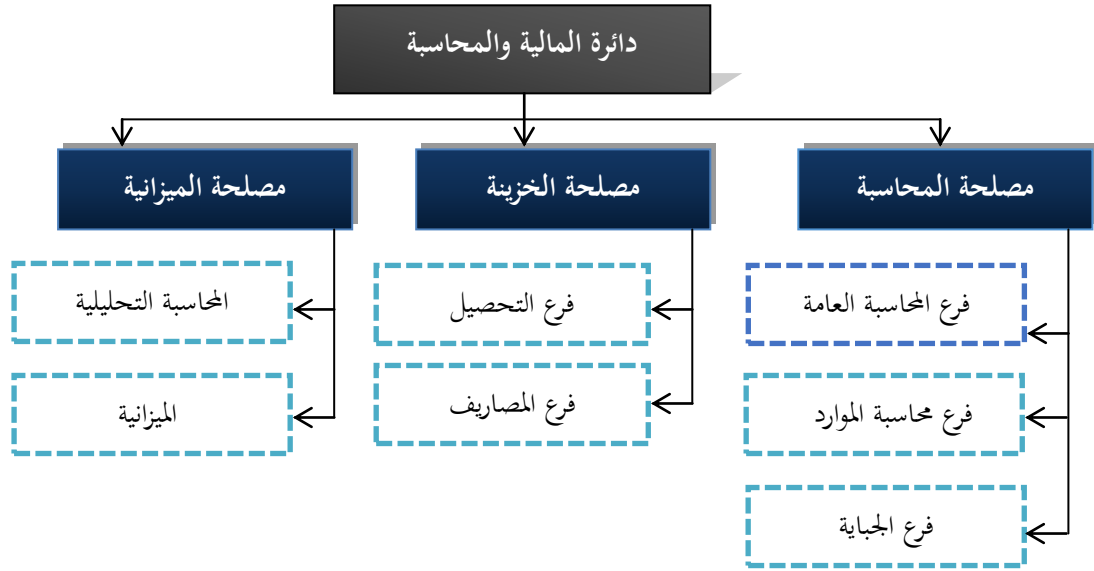 دائرة المالية والمحاسبة
مصلحة المحاسبة
مصلحة الخزينة
مصلحة الميزانية
فرع المحاسبة العامة
فرع التحصيل
المحاسبة التحليلية
فرع محاسبة الموارد
فرع المصاريف
الميزانية
فرع الجباية